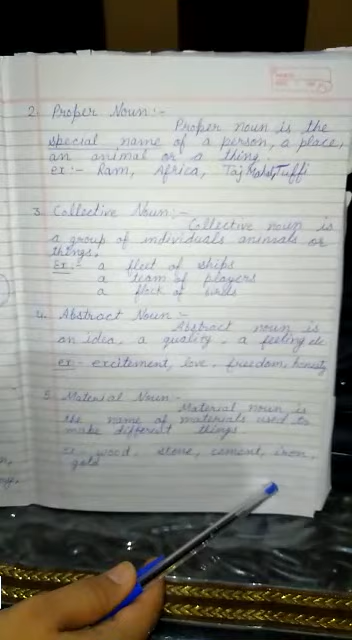 2. Proper Noun:-
Proper noun is the
special name of a person, a place,
an animal or a thing.
ex:- Ram, Africa, Taj Mahal, Tuffi
3. Collective Noun:-
Collective noun is
a group of individuals animals or
things.
Ex:- a fleet of ships
a team of players
a flock of birds
4. Abstract Noun:-
Abstract noun is
an idea, a quality, a feeling etc
ex:- excitement, love, freedom, honesty
5. Material Noun:-
Material noun is
the name of materials used to
make different things
ex- wood, stone, cement, iron,
gold